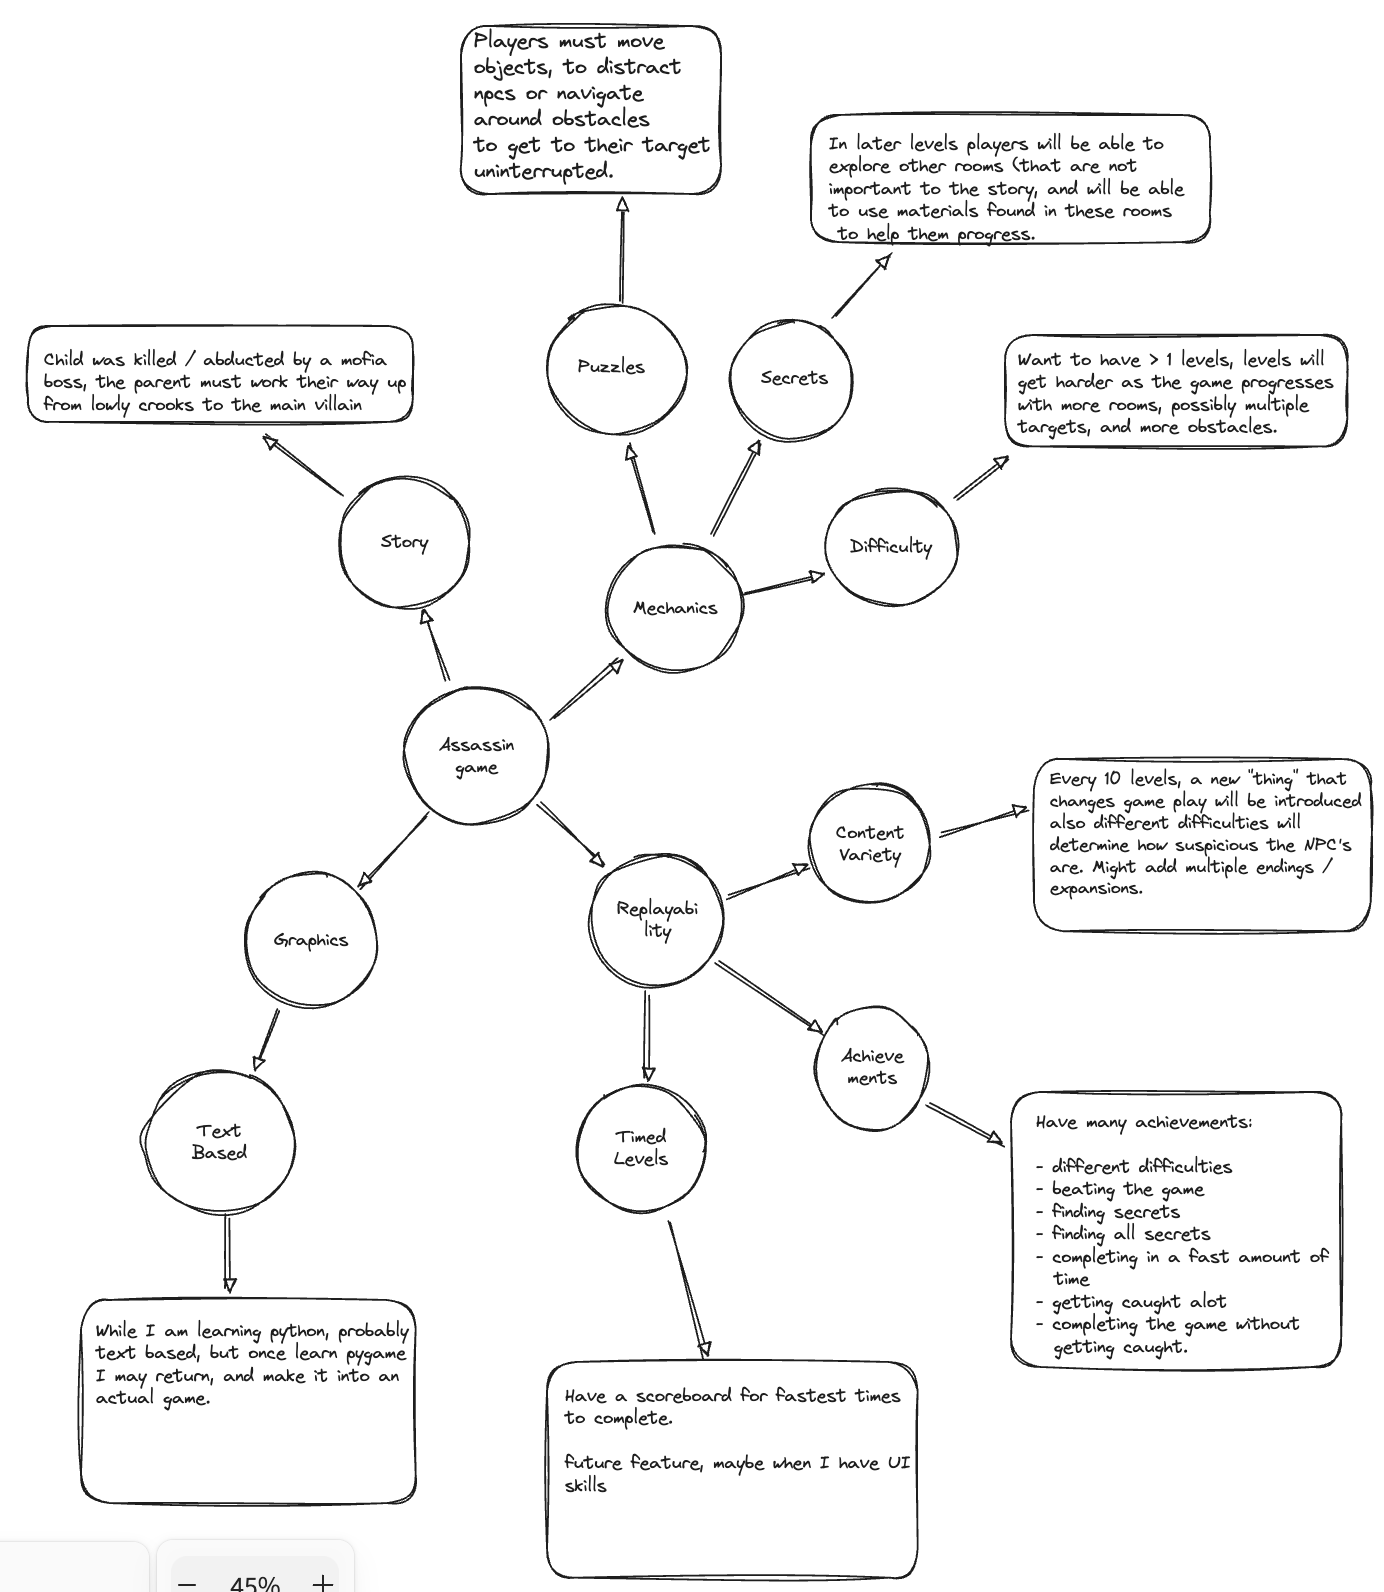 Players must move
objects, to distract
npcs or navigate
around obstacles
to get to their target
uninterrupted.
In later levels players will be able to
explore other rooms (that are not
important to the story, and will be able
to use materials found in these rooms
to help them progress.
Child was killed / abducted by a mofia
boss, the parent must work their way up
from lowly crooks to the main villain
Puzzles
Secrets
Want to have > 1 levels, levels will
get harder as the game progresses
with more rooms, possibly multiple
targets, and more obstacles.
Story
Difficulty
Mechanics
Assassin
game
Content
Variety
Every 10 levels, a new "thing" that
changes game play will be introduced
also different difficulties will
determine how suspicious the NPC's
are. Might add multiple endings /
expansions.
Replayabi
lity
Graphics
Achieve
ments
Text
Based
Timed
Levels
Have many achievements:
- different difficulties
- beating the game
- finding secrets
- finding all secrets
- completing in a fast amount of
time
- getting caught alot
- completing the game without
getting caught.
While I am learning python, probably
text based, but once learn pygame
I may return, and make it into an
actual game.
Have a scoreboard for fastest times
to complete.
future feature, maybe when I have UI
skills
− 45% +